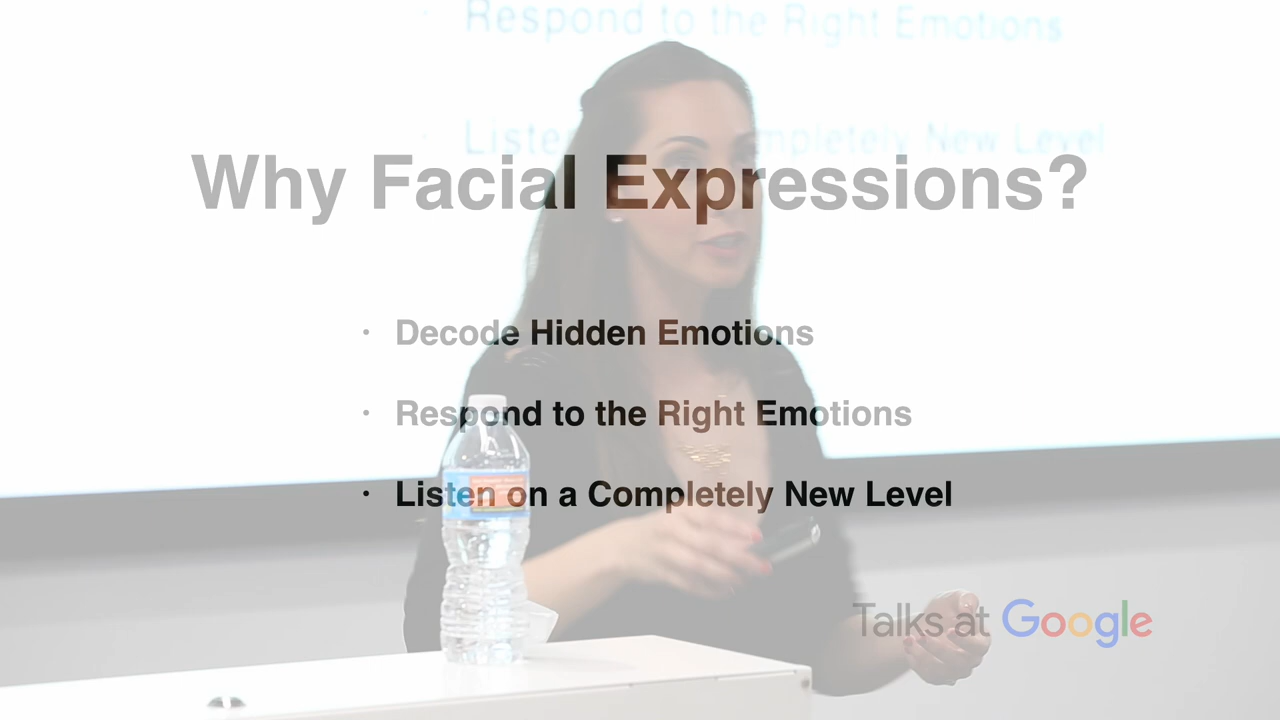 Respond to the Right Emotions
Listen Completely New Level
Why Facial Expressions?
· Decode Hidden Emotions
· Respond to the Right Emotions
· Listen on a Completely New Level
Talks at Google